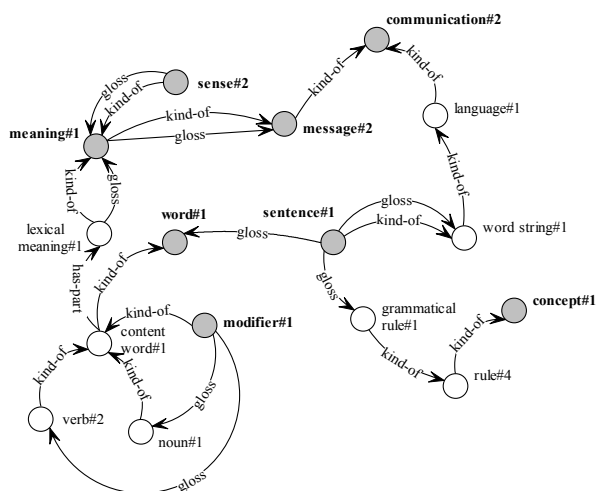 communication#2
gloss
kind-of
sense#2
kind-of
language#1
meaning#1
kind-of
gloss
message#2
kind-of
kind-of
gloss
lexical
meaning#1
word#1
sentence#1
gloss
kind-of
word string#1
gloss
has-part
kind-of
gloss
kind-of
content
word#1
modifier#1
grammatical
rule#1
concept#1
kind-of
kind-of
rule#4
kind-of
kind-of
gloss
verb#2
noun#1
gloss